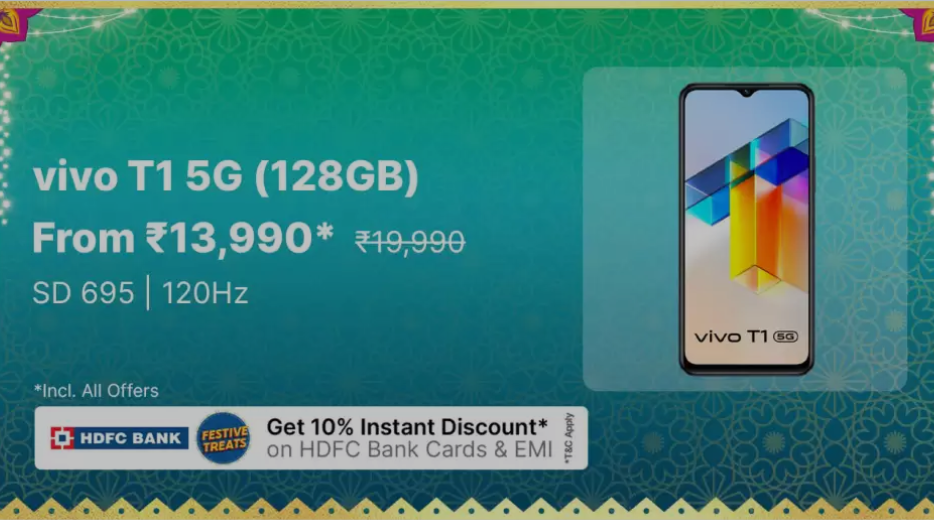 vivo T1 5G (128GB)
From ₹13,990* ₹19,990
SD 695 | 120Hz
vivo T1 5G
*Incl. All Offers
HDFC BANK
FESTIVE
TREATS
Get 10% Instant Discount*
on HDFC Bank Cards & EMI
*T&C Apply